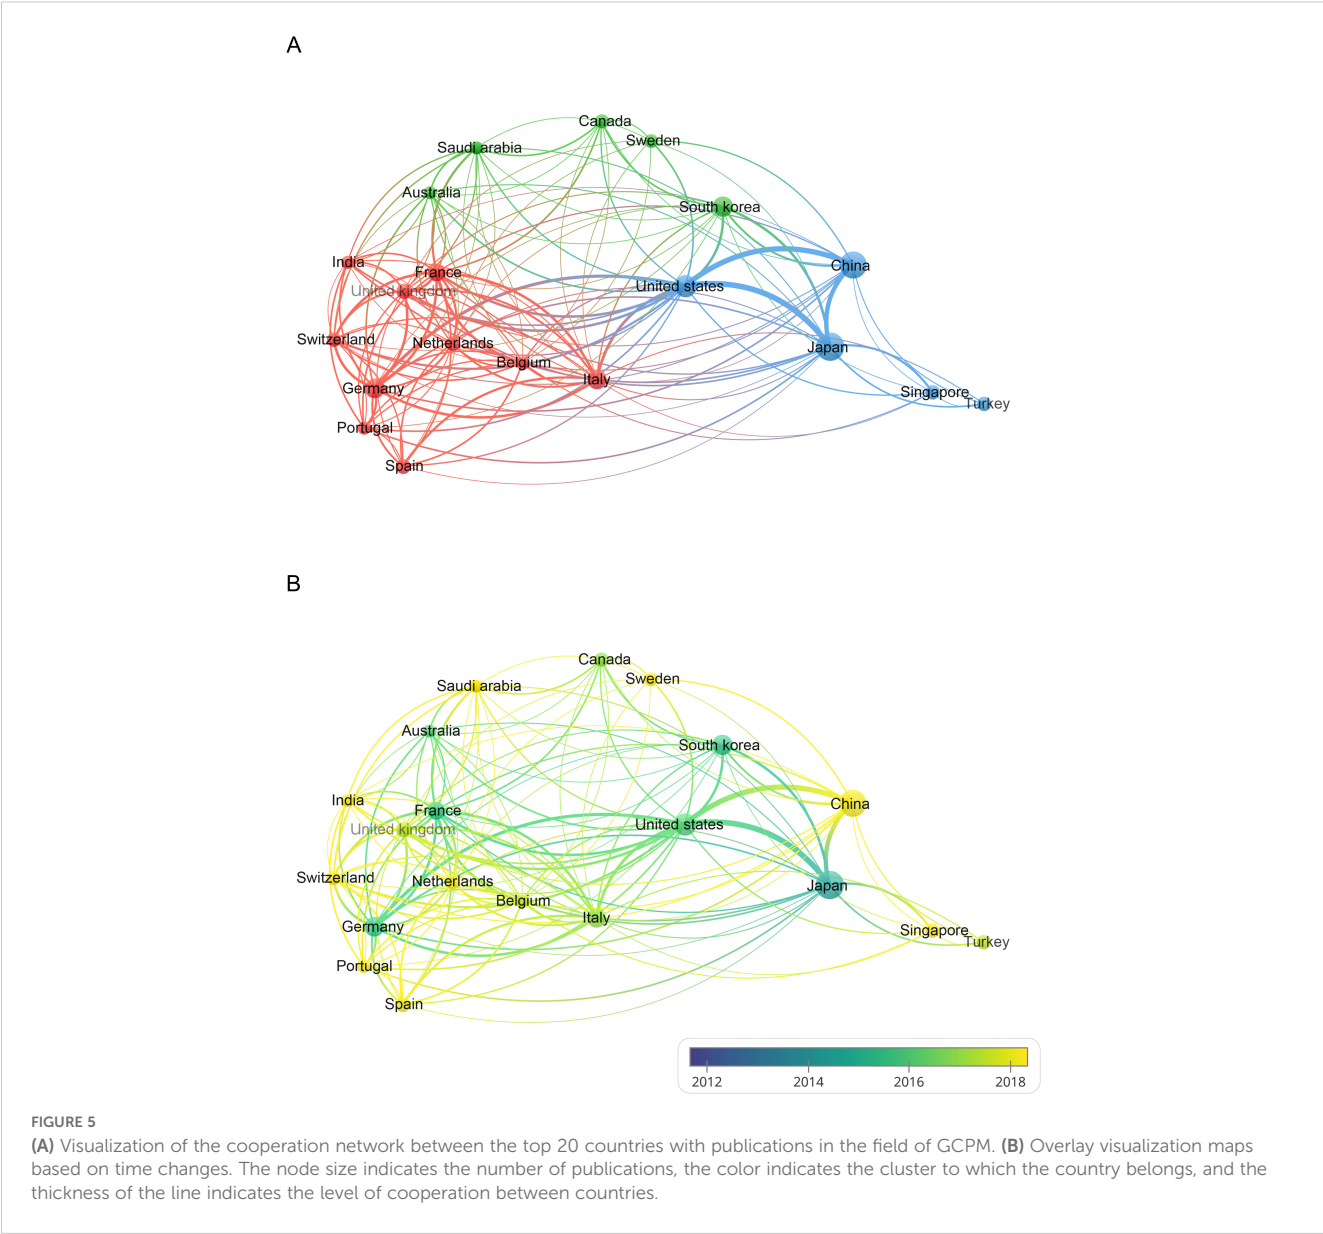 A
Canada
Sweden
Saudi arabia
Australia
South korea
India
France
China
United kingdom
United states
Switzerland
Netherlands
Japan
Belgium
Italy
Germany
Singapore
Turkey
Portugal
Spain
B
Canada
Sweden
Saudi arabia
Australia
South korea
India
France
China
United kingdom
United states
Switzerland
Netherlands
Japan
Belgium
Italy
Germany
Singapore
Turkey
Portugal
Spain
2012 2014 2016 2018
FIGURE 5
(A) Visualization of the cooperation network between the top 20 countries with publications in the field of GCPM. (B) Overlay visualization maps
based on time changes. The node size indicates the number of publications, the color indicates the cluster to which the country belongs, and the
thickness of the line indicates the level of cooperation between countries.